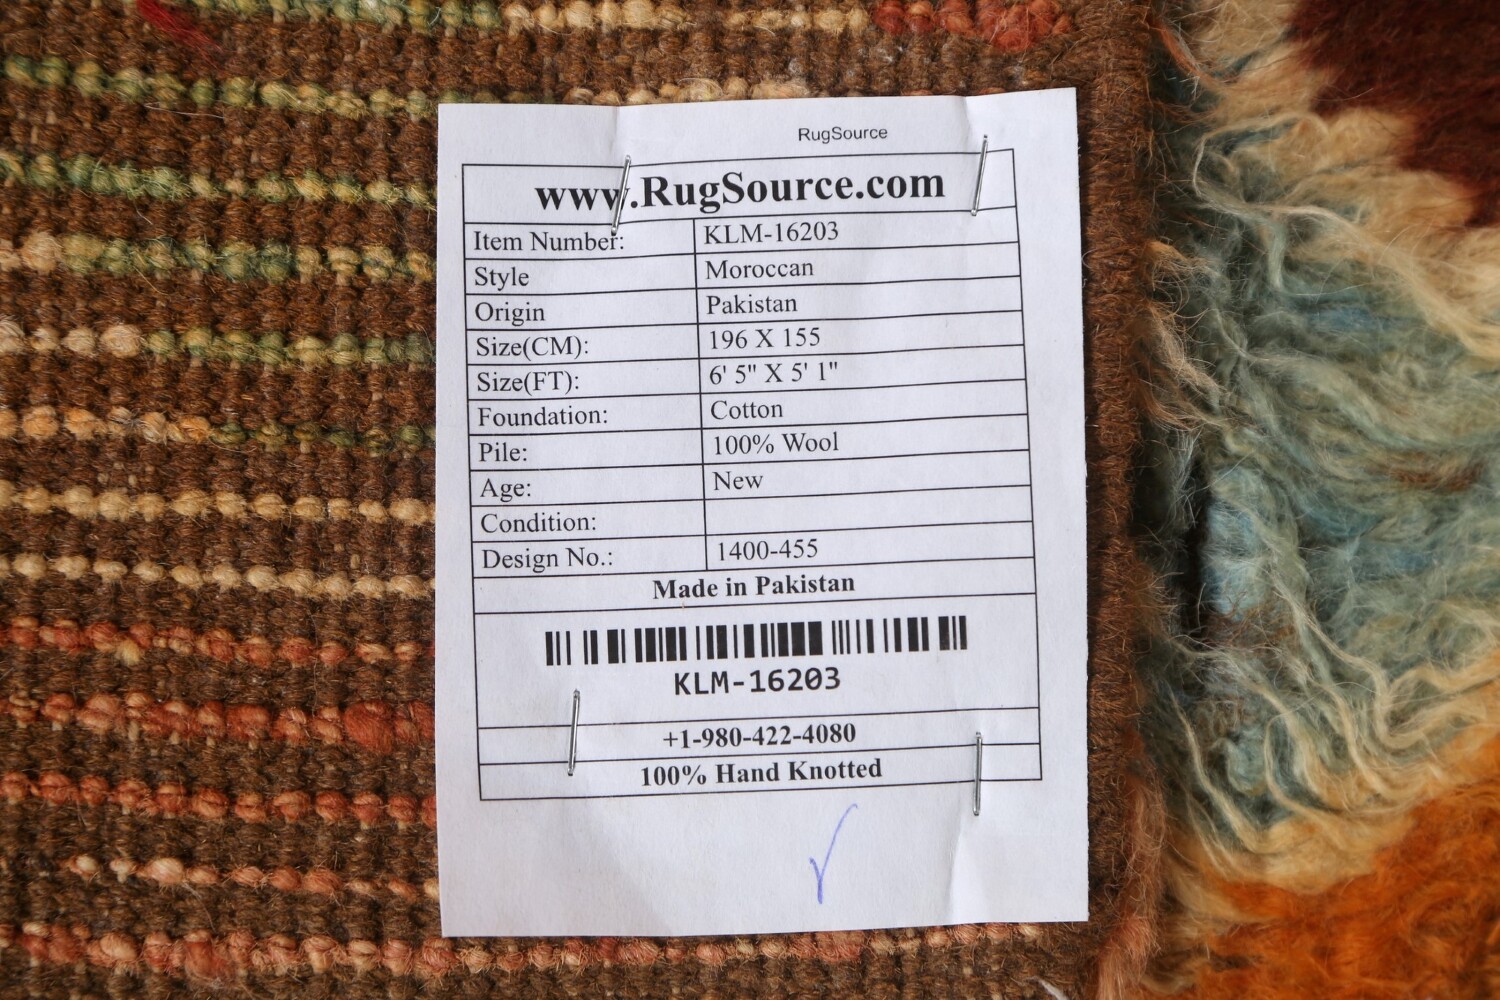 RugSource
www.RugSource.com
Item Number: KLM-16203
Style Moroccan
Origin Pakistan
Size(CM): 196 X 155
Size(FT): 6' 5" X 5' 1"
Foundation: Cotton
Pile: 100% Wool
Age: New
Condition:
Design No.: 1400-455
Made in Pakistan
KLM-16203
+1-980-422-4080
100% Hand Knotted